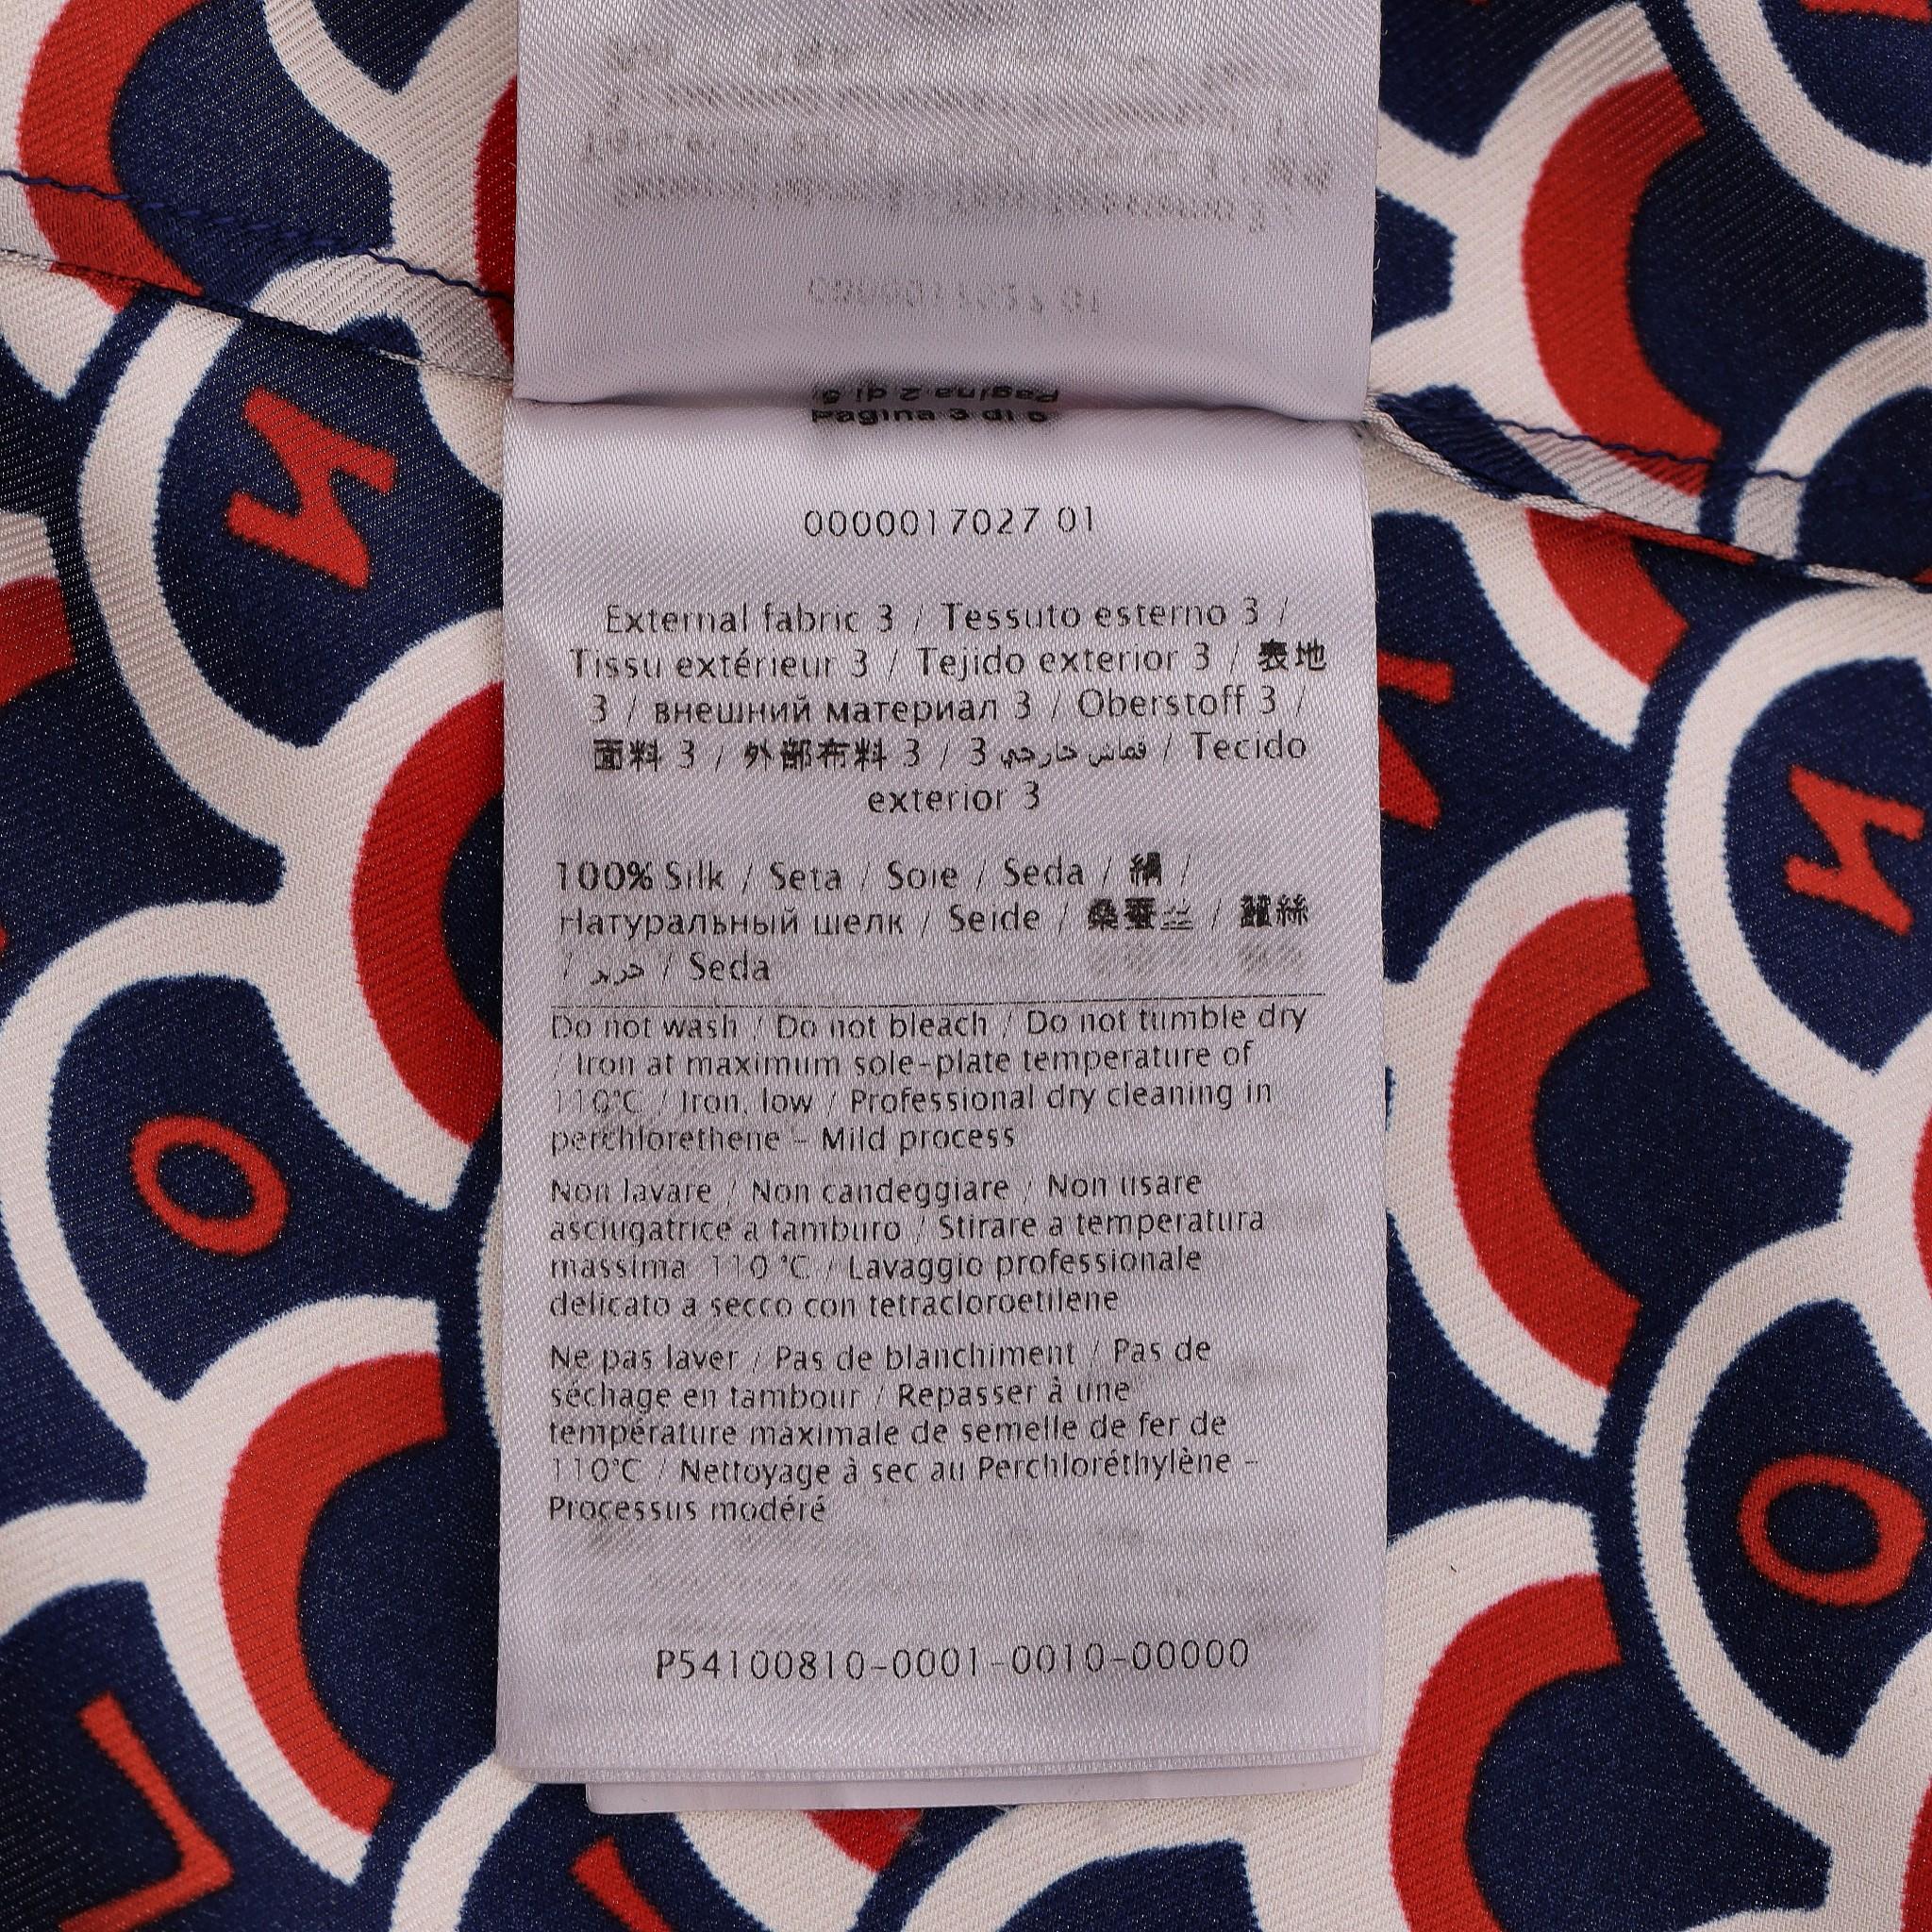 Pagina 2 di 6
Pagina 3 di 6
0000017027 01
External fabric 3 / Tessuto esterno 3 /
Tissu extérieur 3 / Tejido exterior 3 / 表地
3 / внешний материал 3 / Oberstoff 3 /
面料 3 / 外部布料 3 / قماش خارجي 3 / Tecido
exterior 3
100% Silk / Seta / Soie / Seda / 絹 /
Натуральный шелк / Seide / 桑蚕丝 / 蠶絲
/ حرير / Seda
Do not wash / Do not bleach / Do not tumble dry
/ Iron at maximum sole-plate temperature of
110°C / Iron, low / Professional dry cleaning in
perchlorethene - Mild process
Non lavare / Non candeggiare / Non usare
asciugatrice a tamburo / Stirare a temperatura
massima 110 °C / Lavaggio professionale
delicato a secco con tetracloroetilene
Ne pas laver / Pas de blanchiment / Pas de
séchage en tambour / Repasser à une
température maximale de semelle de fer de
110°C / Nettoyage à sec au Perchloréthylène -
Processus modéré
P54100810-0001-0010-00000
И
O
L
И
O